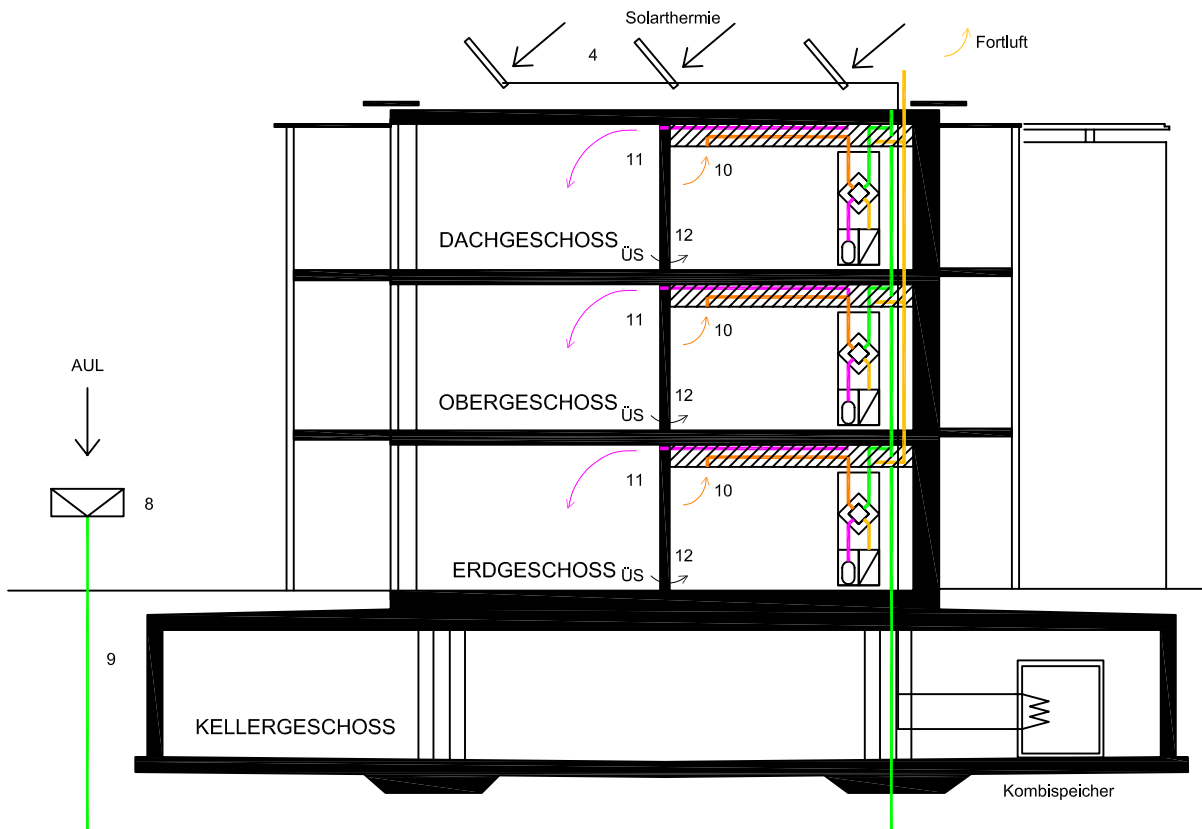 Solarthermie
4
Fortluft
11
10
DACHGESCHOSS
ÜS
12
11
10
AUL
OBERGESCHOSS
ÜS
12
8
11
10
ERDGESCHOSS
ÜS
12
9
KELLERGESCHOSS
Kombispeicher